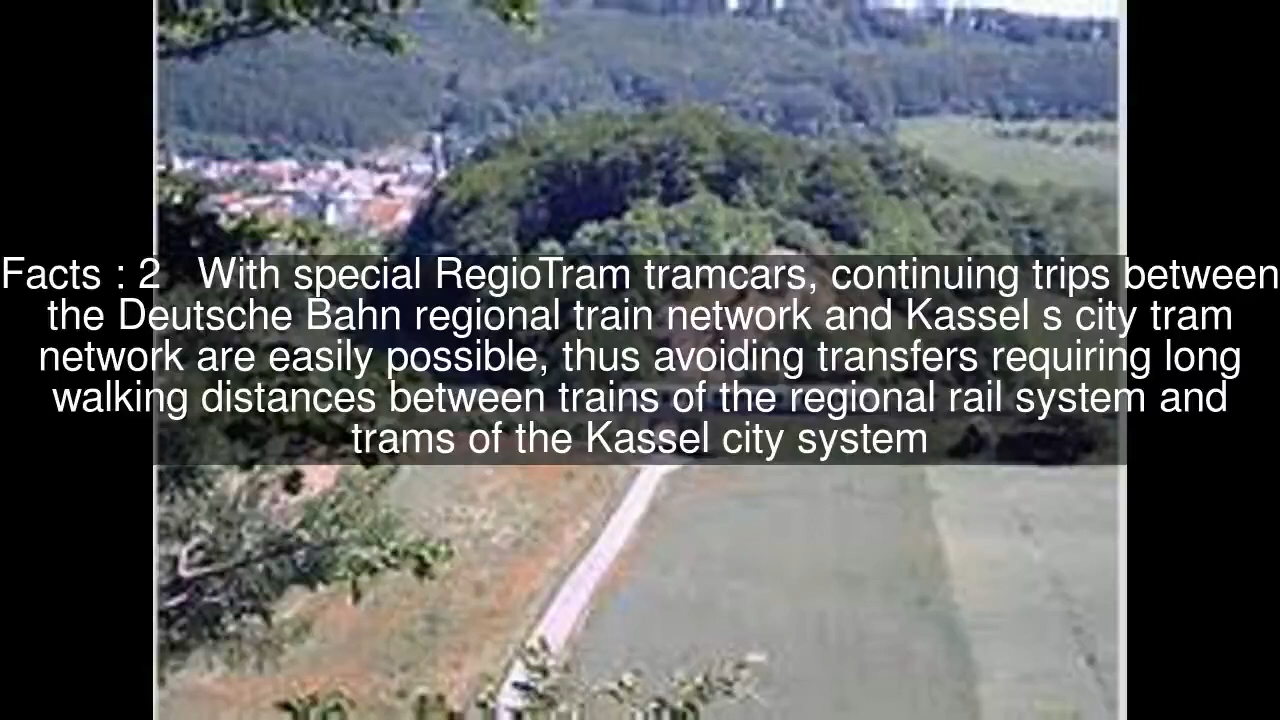 Facts : 2   With special RegioTram tramcars, continuing trips between
the Deutsche Bahn regional train network and Kassel s city tram
network are easily possible, thus avoiding transfers requiring long
walking distances between trains of the regional rail system and
trams of the Kassel city system